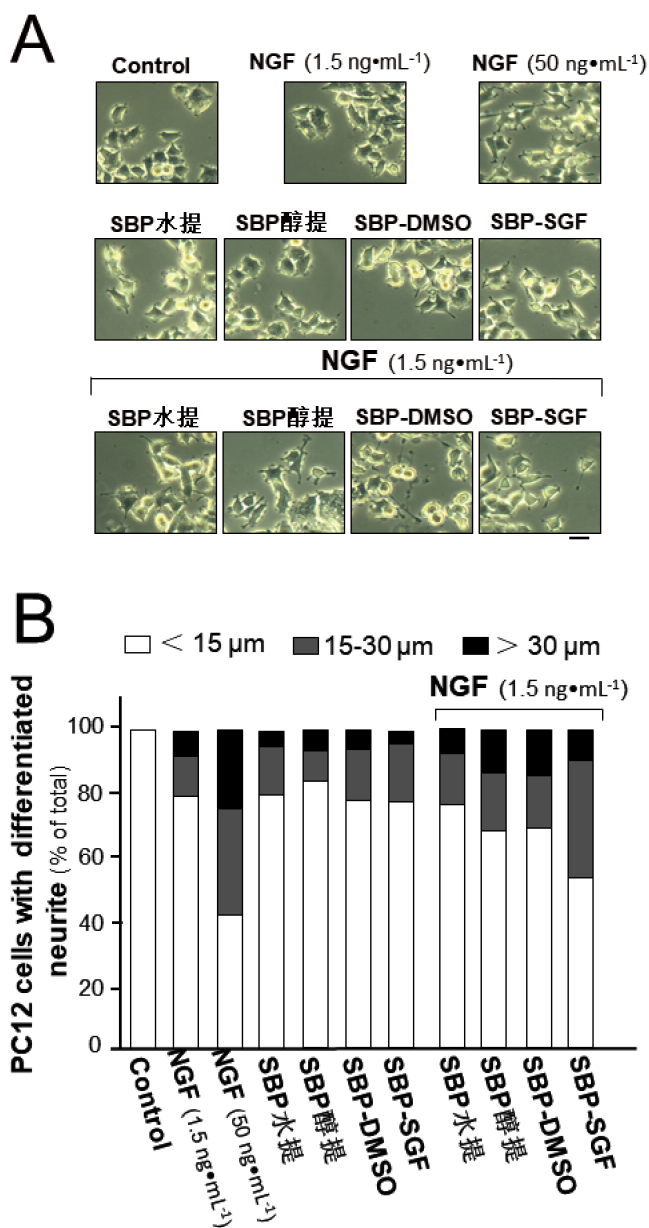 A
Control NGF (1.5 ng•mL⁻¹) NGF (50 ng•mL⁻¹)
SBP水提 SBP醇提 SBP-DMSO SBP-SGF
NGF (1.5 ng•mL⁻¹)
SBP水提 SBP醇提 SBP-DMSO SBP-SGF
B
< 15 µm 15-30 µm > 30 µm
NGF (1.5 ng•mL⁻¹)
PC12 cells with differentiated
neurite (% of total)
100
80
60
40
20
0
Control
NGF (1.5 ng•mL⁻¹)
NGF (50 ng•mL⁻¹)
SBP水提
SBP醇提
SBP-DMSO
SBP-SGF
SBP水提
SBP醇提
SBP-DMSO
SBP-SGF